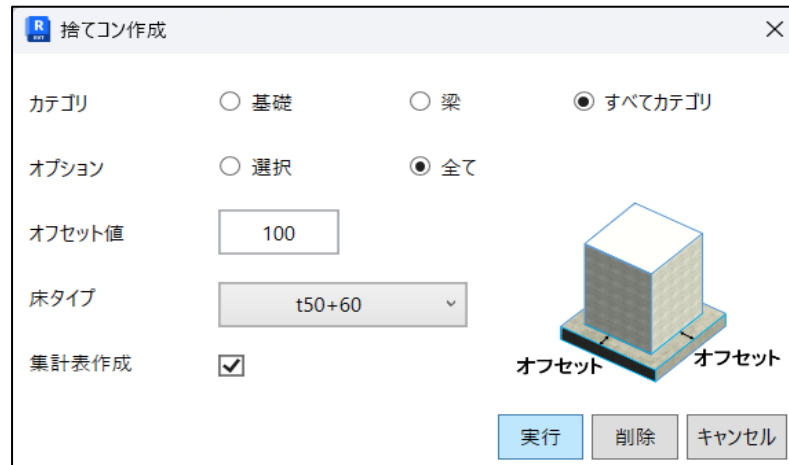 R
EXT
捨てコン作成
カテゴリ 基礎 梁 すべてカテゴリ
オプション 選択 全て
オフセット値 100
床タイプ t50+60
集計表作成
オフセット オフセット
実行 削除 キャンセル